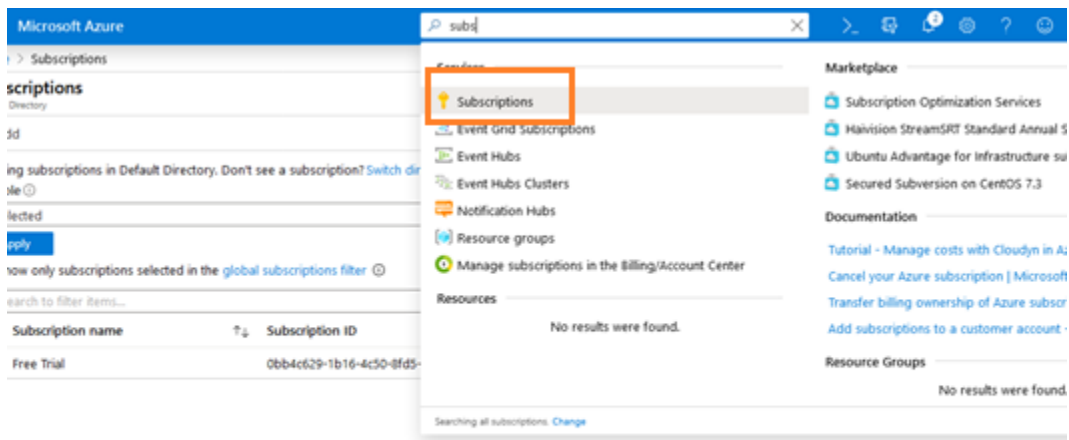 Microsoft Azure
subs
> Subscriptions
scriptions
Directory
dd
ing subscriptions in Default Directory. Don't see a subscription? Switch dir
ble
lected
pply
how only subscriptions selected in the global subscriptions filter
earch to filter items...
Subscription name
Subscription ID
Free Trial
0bb4c629-1b16-4c50-8fd5-
Services
Subscriptions
Event Grid Subscriptions
Event Hubs
Event Hubs Clusters
Notification Hubs
Resource groups
Manage subscriptions in the Billing/Account Center
Resources
No results were found.
Searching all subscriptions. Change
Marketplace
Subscription Optimization Services
Haivision StreamSRT Standard Annual S
Ubuntu Advantage for Infrastructure su
Secured Subversion on CentOS 7.3
Documentation
Tutorial - Manage costs with Cloudyn in Az
Cancel your Azure subscription | Microsoft
Transfer billing ownership of Azure subscr
Add subscriptions to a customer account -
Resource Groups
No results were found.